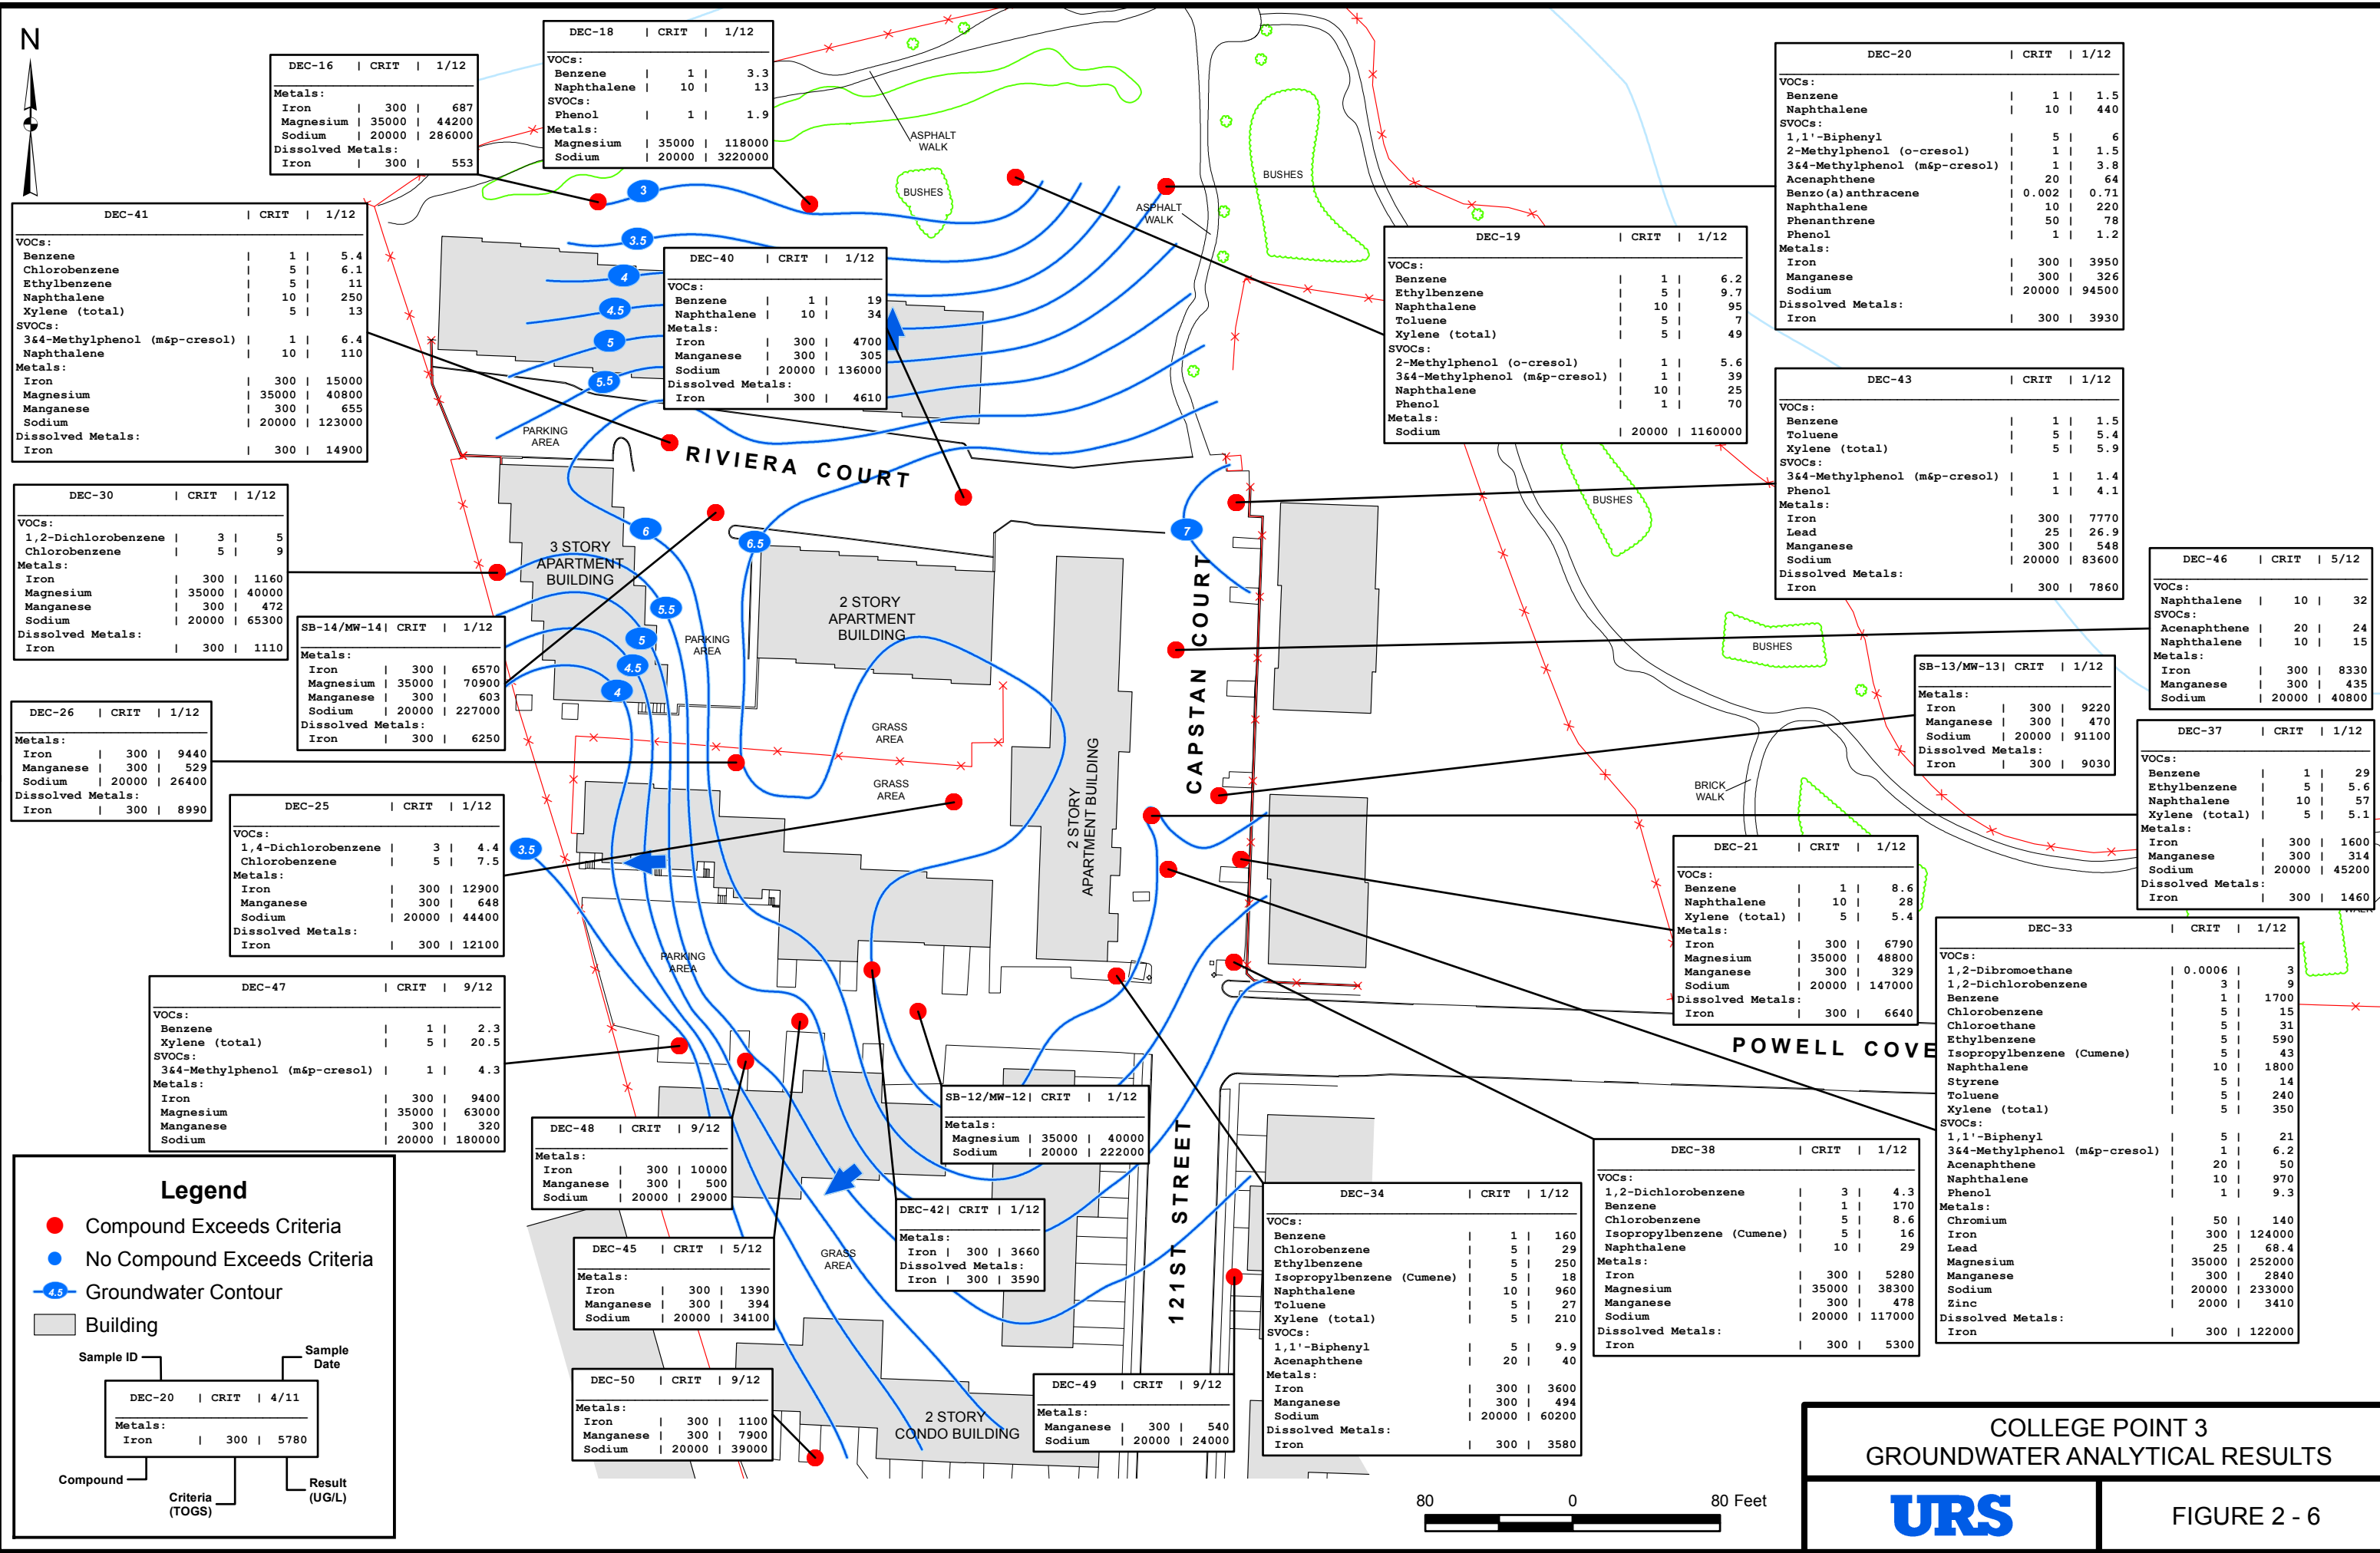 N
DEC-16 | CRIT | 1/12
Metals:
Iron | 300 | 687
Magnesium | 35000 | 44200
Sodium | 20000 | 286000
Dissolved Metals:
Iron | 300 | 553
DEC-18 | CRIT | 1/12
VOCs:
Benzene | 1 | 3.3
Naphthalene | 10 | 13
SVOCs:
Phenol | 1 | 1.9
Metals:
Magnesium | 35000 | 118000
Sodium | 20000 | 3220000
DEC-20 | CRIT | 1/12
VOCs:
Benzene | 1 | 1.5
Naphthalene | 10 | 440
SVOCs:
1,1'-Biphenyl | 5 | 6
2-Methylphenol (o-cresol) | 1 | 1.5
3&4-Methylphenol (m&p-cresol) | 1 | 3.8
Acenaphthene | 20 | 64
Benzo(a)anthracene | 0.002 | 0.71
Naphthalene | 10 | 220
Phenanthrene | 50 | 78
Phenol | 1 | 1.2
Metals:
Iron | 300 | 3950
Manganese | 300 | 326
Sodium | 20000 | 94500
Dissolved Metals:
Iron | 300 | 3930
DEC-41 | CRIT | 1/12
VOCs:
Benzene | 1 | 5.4
Chlorobenzene | 5 | 6.1
Ethylbenzene | 5 | 11
Naphthalene | 10 | 250
Xylene (total) | 5 | 13
SVOCs:
3&4-Methylphenol (m&p-cresol) | 1 | 6.4
Naphthalene | 10 | 110
Metals:
Iron | 300 | 15000
Magnesium | 35000 | 40800
Manganese | 300 | 655
Sodium | 20000 | 123000
Dissolved Metals:
Iron | 300 | 14900
DEC-40 | CRIT | 1/12
VOCs:
Benzene | 1 | 19
Naphthalene | 10 | 34
Metals:
Iron | 300 | 4700
Manganese | 300 | 305
Sodium | 20000 | 136000
Dissolved Metals:
Iron | 300 | 4610
DEC-19 | CRIT | 1/12
VOCs:
Benzene | 1 | 6.2
Ethylbenzene | 5 | 9.7
Naphthalene | 10 | 95
Toluene | 5 | 7
Xylene (total) | 5 | 49
SVOCs:
2-Methylphenol (o-cresol) | 1 | 5.6
3&4-Methylphenol (m&p-cresol) | 1 | 39
Naphthalene | 10 | 25
Phenol | 1 | 70
Metals:
Sodium | 20000 | 1160000
DEC-43 | CRIT | 1/12
VOCs:
Benzene | 1 | 1.5
Toluene | 5 | 5.4
Xylene (total) | 5 | 5.9
SVOCs:
3&4-Methylphenol (m&p-cresol) | 1 | 1.4
Phenol | 1 | 4.1
Metals:
Iron | 300 | 7770
Lead | 25 | 26.9
Manganese | 300 | 548
Sodium | 20000 | 83600
Dissolved Metals:
Iron | 300 | 7860
DEC-30 | CRIT | 1/12
VOCs:
1,2-Dichlorobenzene | 3 | 5
Chlorobenzene | 5 | 9
Metals:
Iron | 300 | 1160
Magnesium | 35000 | 40000
Manganese | 300 | 472
Sodium | 20000 | 65300
Dissolved Metals:
Iron | 300 | 1110
SB-14/MW-14| CRIT | 1/12
Metals:
Iron | 300 | 6570
Magnesium | 35000 | 70900
Manganese | 300 | 603
Sodium | 20000 | 227000
Dissolved Metals:
Iron | 300 | 6250
DEC-46 | CRIT | 5/12
VOCs:
Naphthalene | 10 | 32
SVOCs:
Acenaphthene | 20 | 24
Naphthalene | 10 | 15
Metals:
Iron | 300 | 8330
Manganese | 300 | 435
Sodium | 20000 | 40800
SB-13/MW-13| CRIT | 1/12
Metals:
Iron | 300 | 9220
Manganese | 300 | 470
Sodium | 20000 | 91100
Dissolved Metals:
Iron | 300 | 9030
DEC-26 | CRIT | 1/12
Metals:
Iron | 300 | 9440
Manganese | 300 | 529
Sodium | 20000 | 26400
Dissolved Metals:
Iron | 300 | 8990
DEC-37 | CRIT | 1/12
VOCs:
Benzene | 1 | 29
Ethylbenzene | 5 | 5.6
Naphthalene | 10 | 57
Xylene (total) | 5 | 5.1
Metals:
Iron | 300 | 1600
Manganese | 300 | 314
Sodium | 20000 | 45200
Dissolved Metals:
Iron | 300 | 1460
DEC-25 | CRIT | 1/12
VOCs:
1,4-Dichlorobenzene | 3 | 4.4
Chlorobenzene | 5 | 7.5
Metals:
Iron | 300 | 12900
Manganese | 300 | 648
Sodium | 20000 | 44400
Dissolved Metals:
Iron | 300 | 12100
DEC-21 | CRIT | 1/12
VOCs:
Benzene | 1 | 8.6
Naphthalene | 10 | 28
Xylene (total) | 5 | 5.4
Metals:
Iron | 300 | 6790
Magnesium | 35000 | 48800
Manganese | 300 | 329
Sodium | 20000 | 147000
Dissolved Metals:
Iron | 300 | 6640
DEC-33 | CRIT | 1/12
VOCs:
1,2-Dibromoethane | 0.0006 | 3
1,2-Dichlorobenzene | 3 | 9
Benzene | 1 | 1700
Chlorobenzene | 5 | 15
Chloroethane | 5 | 31
Ethylbenzene | 5 | 590
Isopropylbenzene (Cumene) | 5 | 43
Naphthalene | 10 | 1800
Styrene | 5 | 14
Toluene | 5 | 240
Xylene (total) | 5 | 350
SVOCs:
1,1'-Biphenyl | 5 | 21
3&4-Methylphenol (m&p-cresol) | 1 | 6.2
Acenaphthene | 20 | 50
Naphthalene | 10 | 970
Phenol | 1 | 9.3
Metals:
Chromium | 50 | 140
Iron | 300 | 124000
Lead | 25 | 68.4
Magnesium | 35000 | 252000
Manganese | 300 | 2840
Sodium | 20000 | 233000
Zinc | 2000 | 3410
Dissolved Metals:
Iron | 300 | 122000
DEC-47 | CRIT | 9/12
VOCs:
Benzene | 1 | 2.3
Xylene (total) | 5 | 20.5
SVOCs:
3&4-Methylphenol (m&p-cresol) | 1 | 4.3
Metals:
Iron | 300 | 9400
Magnesium | 35000 | 63000
Manganese | 300 | 320
Sodium | 20000 | 180000
DEC-48 | CRIT | 9/12
Metals:
Iron | 300 | 10000
Manganese | 300 | 500
Sodium | 20000 | 29000
SB-12/MW-12| CRIT | 1/12
Metals:
Magnesium | 35000 | 40000
Sodium | 20000 | 222000
DEC-42| CRIT | 1/12
Metals:
Iron | 300 | 3660
Dissolved Metals:
Iron | 300 | 3590
DEC-45 | CRIT | 5/12
Metals:
Iron | 300 | 1390
Manganese | 300 | 394
Sodium | 20000 | 34100
DEC-34 | CRIT | 1/12
VOCs:
Benzene | 1 | 160
Chlorobenzene | 5 | 29
Ethylbenzene | 5 | 250
Isopropylbenzene (Cumene) | 5 | 18
Naphthalene | 10 | 960
Toluene | 5 | 27
Xylene (total) | 5 | 210
SVOCs:
1,1'-Biphenyl | 5 | 9.9
Acenaphthene | 20 | 40
Metals:
Iron | 300 | 3600
Manganese | 300 | 494
Sodium | 20000 | 60200
Dissolved Metals:
Iron | 300 | 3580
DEC-38 | CRIT | 1/12
VOCs:
1,2-Dichlorobenzene | 3 | 4.3
Benzene | 1 | 170
Chlorobenzene | 5 | 8.6
Isopropylbenzene (Cumene) | 5 | 16
Naphthalene | 10 | 29
Metals:
Iron | 300 | 5280
Magnesium | 35000 | 38300
Manganese | 300 | 478
Sodium | 20000 | 117000
Dissolved Metals:
Iron | 300 | 5300
DEC-50 | CRIT | 9/12
Metals:
Iron | 300 | 1100
Manganese | 300 | 7900
Sodium | 20000 | 39000
DEC-49 | CRIT | 9/12
Metals:
Manganese | 300 | 540
Sodium | 20000 | 24000
ASPHALT
WALK
BUSHES
BUSHES
ASPHALT
WALK
3
3.5
4
4.5
5
5.5
PARKING
AREA
RIVIERA COURT
BUSHES
6
6.5
7
3 STORY
APARTMENT
BUILDING
2 STORY
APARTMENT
BUILDING
5.5
5
4.5
4
PARKING
AREA
CAPSTAN COURT
BUSHES
GRASS
AREA
GRASS
AREA
2 STORY
APARTMENT BUILDING
BRICK
WALK
WALK
3.5
PARKING
AREA
POWELL COVE
121ST STREET
GRASS
AREA
2 STORY
CONDO BUILDING
Legend
Compound Exceeds Criteria
No Compound Exceeds Criteria
4.5 Groundwater Contour
Building
Sample ID
Sample
Date
DEC-20 | CRIT | 4/11
Metals:
Iron | 300 | 5780
Compound
Criteria
(TOGS)
Result
(UG/L)
80 0 80 Feet
COLLEGE POINT 3
GROUNDWATER ANALYTICAL RESULTS
URS
FIGURE 2 - 6